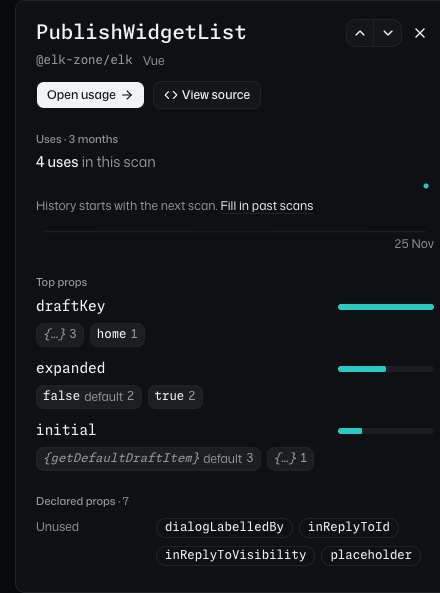 PublishWidgetList
@elk-zone/elk Vue
Open usage → <> View source
Uses · 3 months
4 uses in this scan
History starts with the next scan. Fill in past scans
25 Nov
Top props
draftKey
{…} 3 home 1
expanded
false default 2 true 2
initial
{getDefaultDraftItem} default 3 {…} 1
Declared props · 7
Unused dialogLabelledBy inReplyToId
inReplyToVisibility placeholder